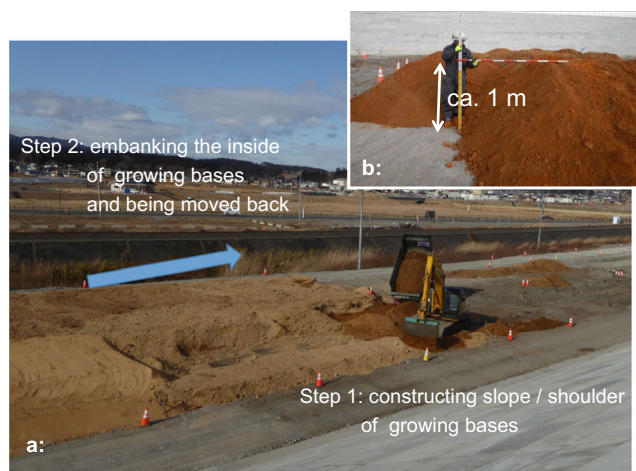 ca. 1 m
b:
Step 2: embanking the inside
of growing bases
and being moved back
Step 1: constructing slope / shoulder
of growing bases
a: